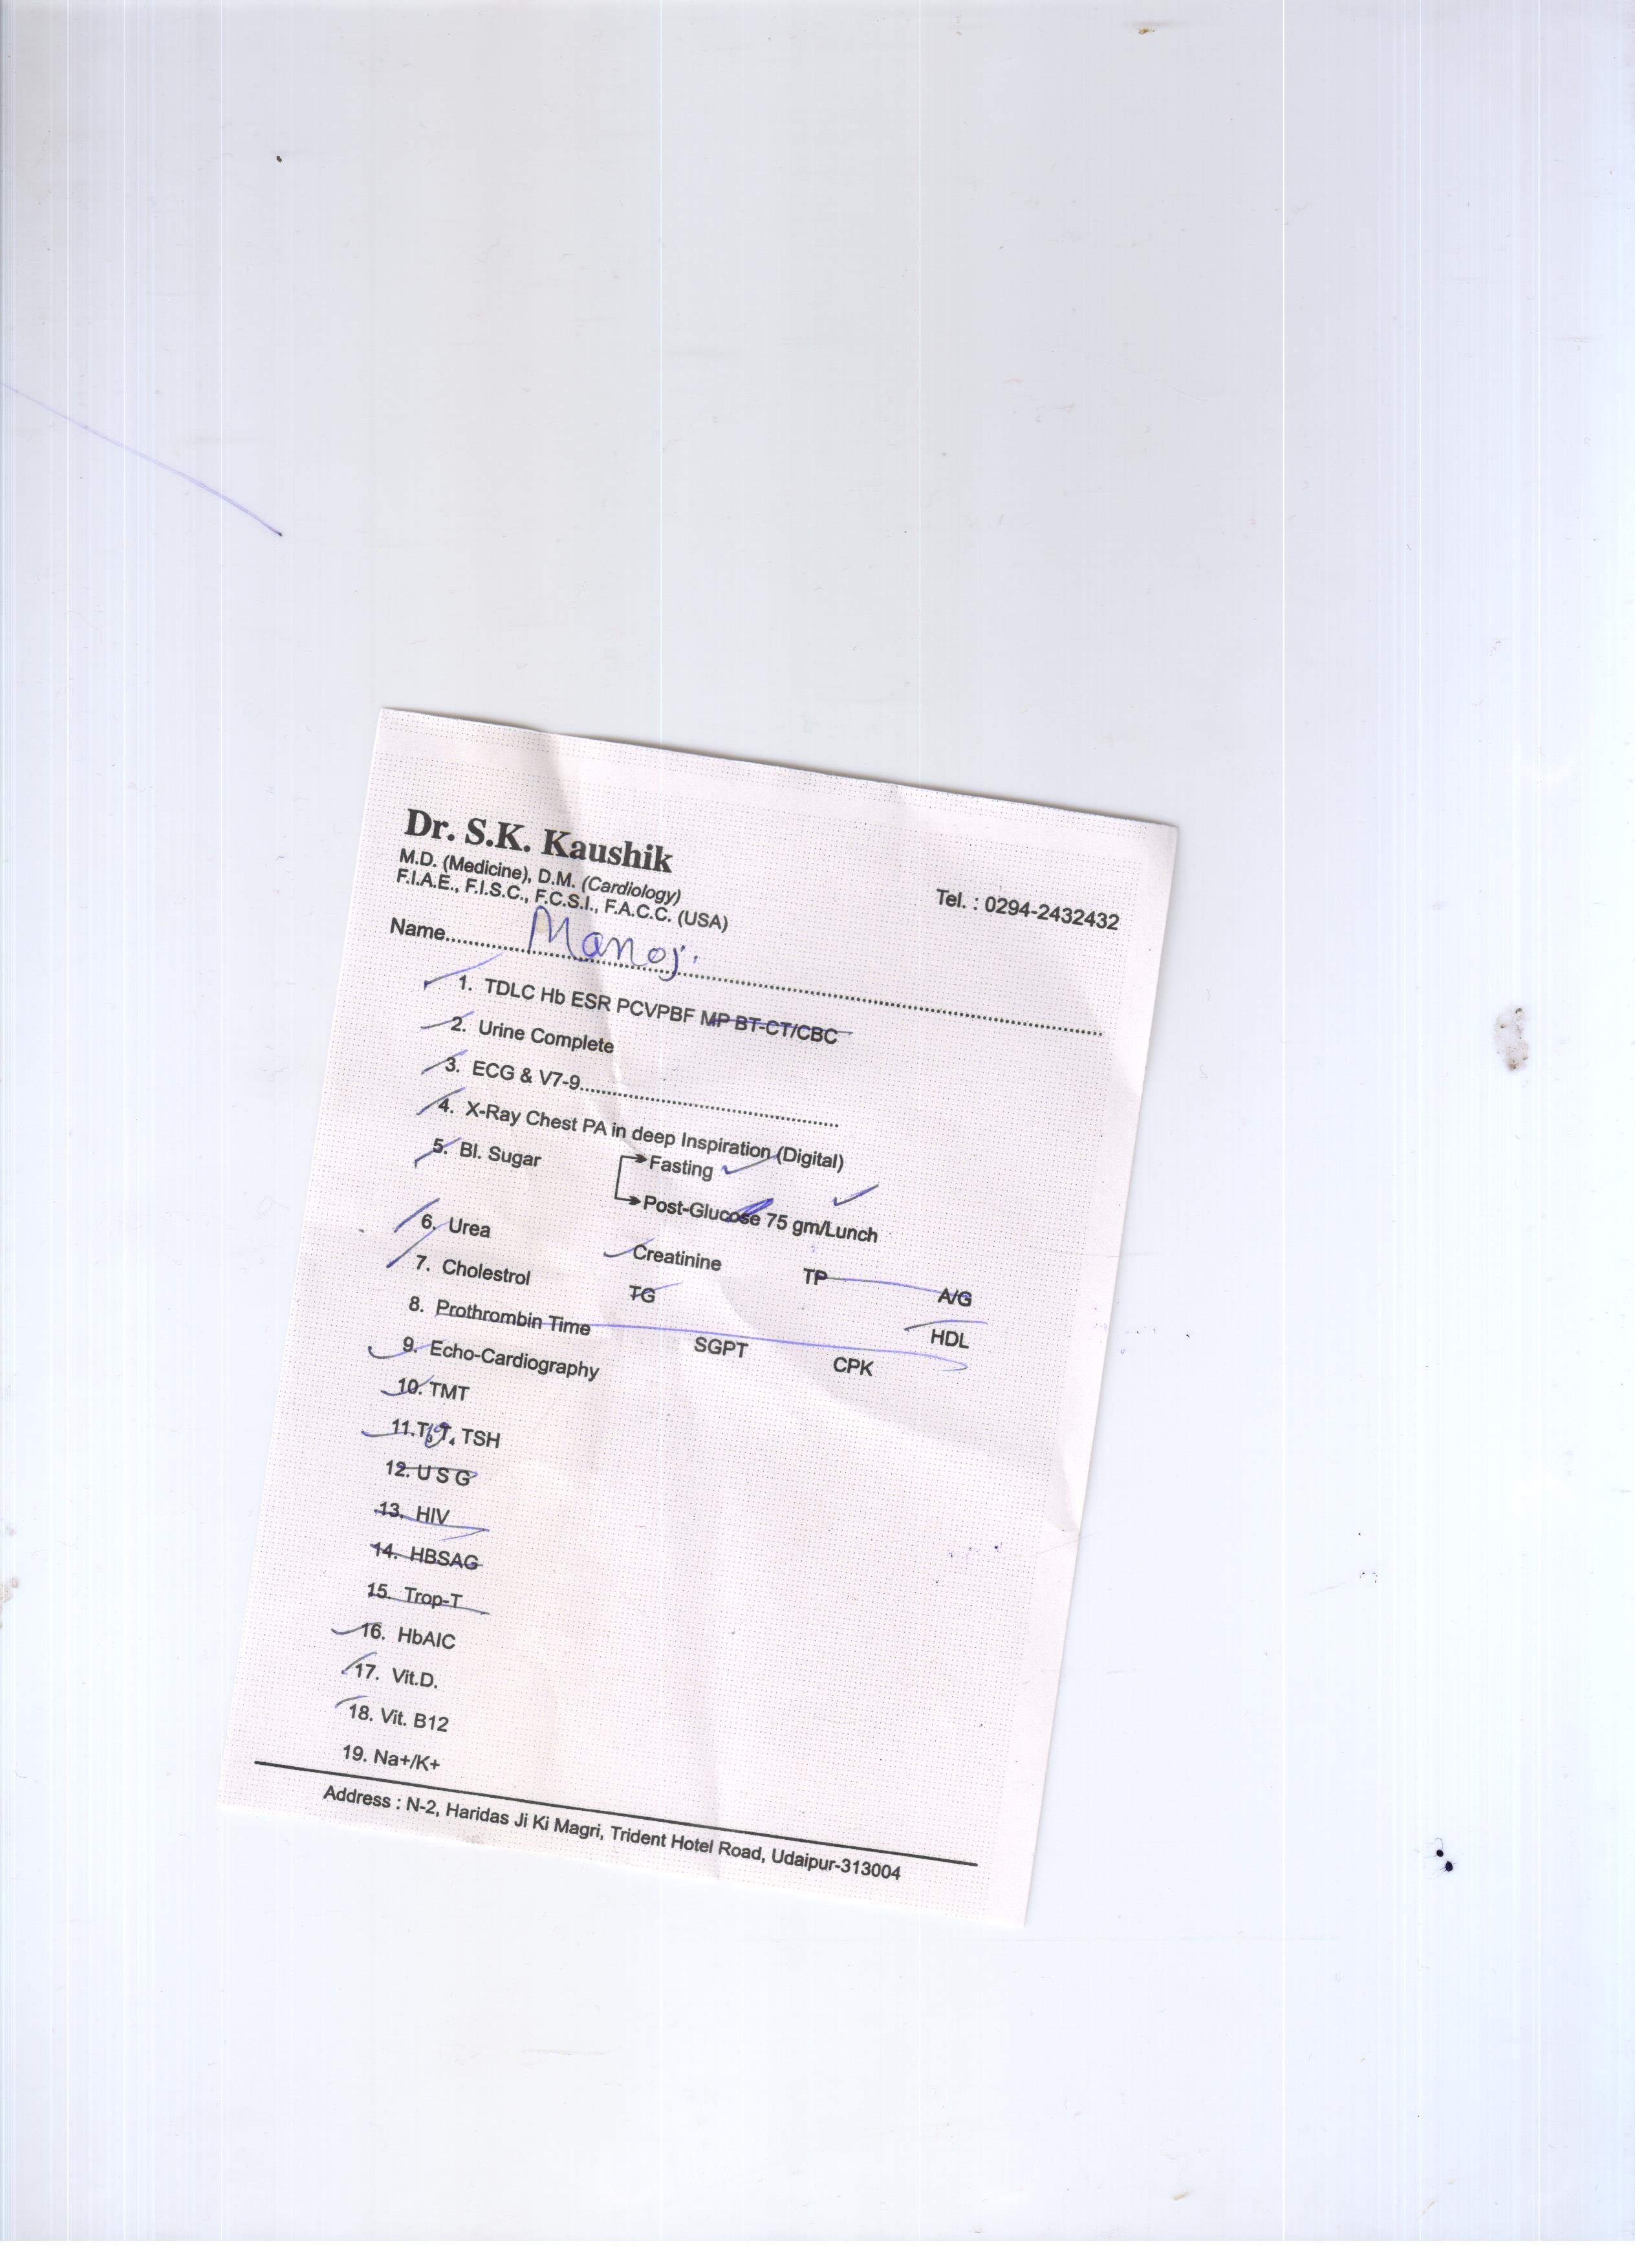 Dr. S.K. Kaushik
M.D. (Medicine), D.M. (Cardiology)
F.I.A.E., F.I.S.C., F.C.S.I., F.A.C.C. (USA)
Tel. : 0294-2432432
Name.......... Manoj.
1. TDLC Hb ESR PCVPBF MP BT-CT/CBC
2. Urine Complete
3. ECG & V7-9..........
4. X-Ray Chest PA in deep Inspiration (Digital)
5. Bl. Sugar Fasting
Post-Glucose 75 gm/Lunch
6. Urea Creatinine TP A/G
7. Cholestrol TG HDL
8. Prothrombin Time SGPT CPK
9. Echo-Cardiography
10. TMT
11. T3 T4 TSH
12. U S G
13. HIV
14. HBSAG
15. Trop-T
16. HbAIC
17. Vit.D.
18. Vit. B12
19. Na+/K+
Address : N-2, Haridas Ji Ki Magri, Trident Hotel Road, Udaipur-313004